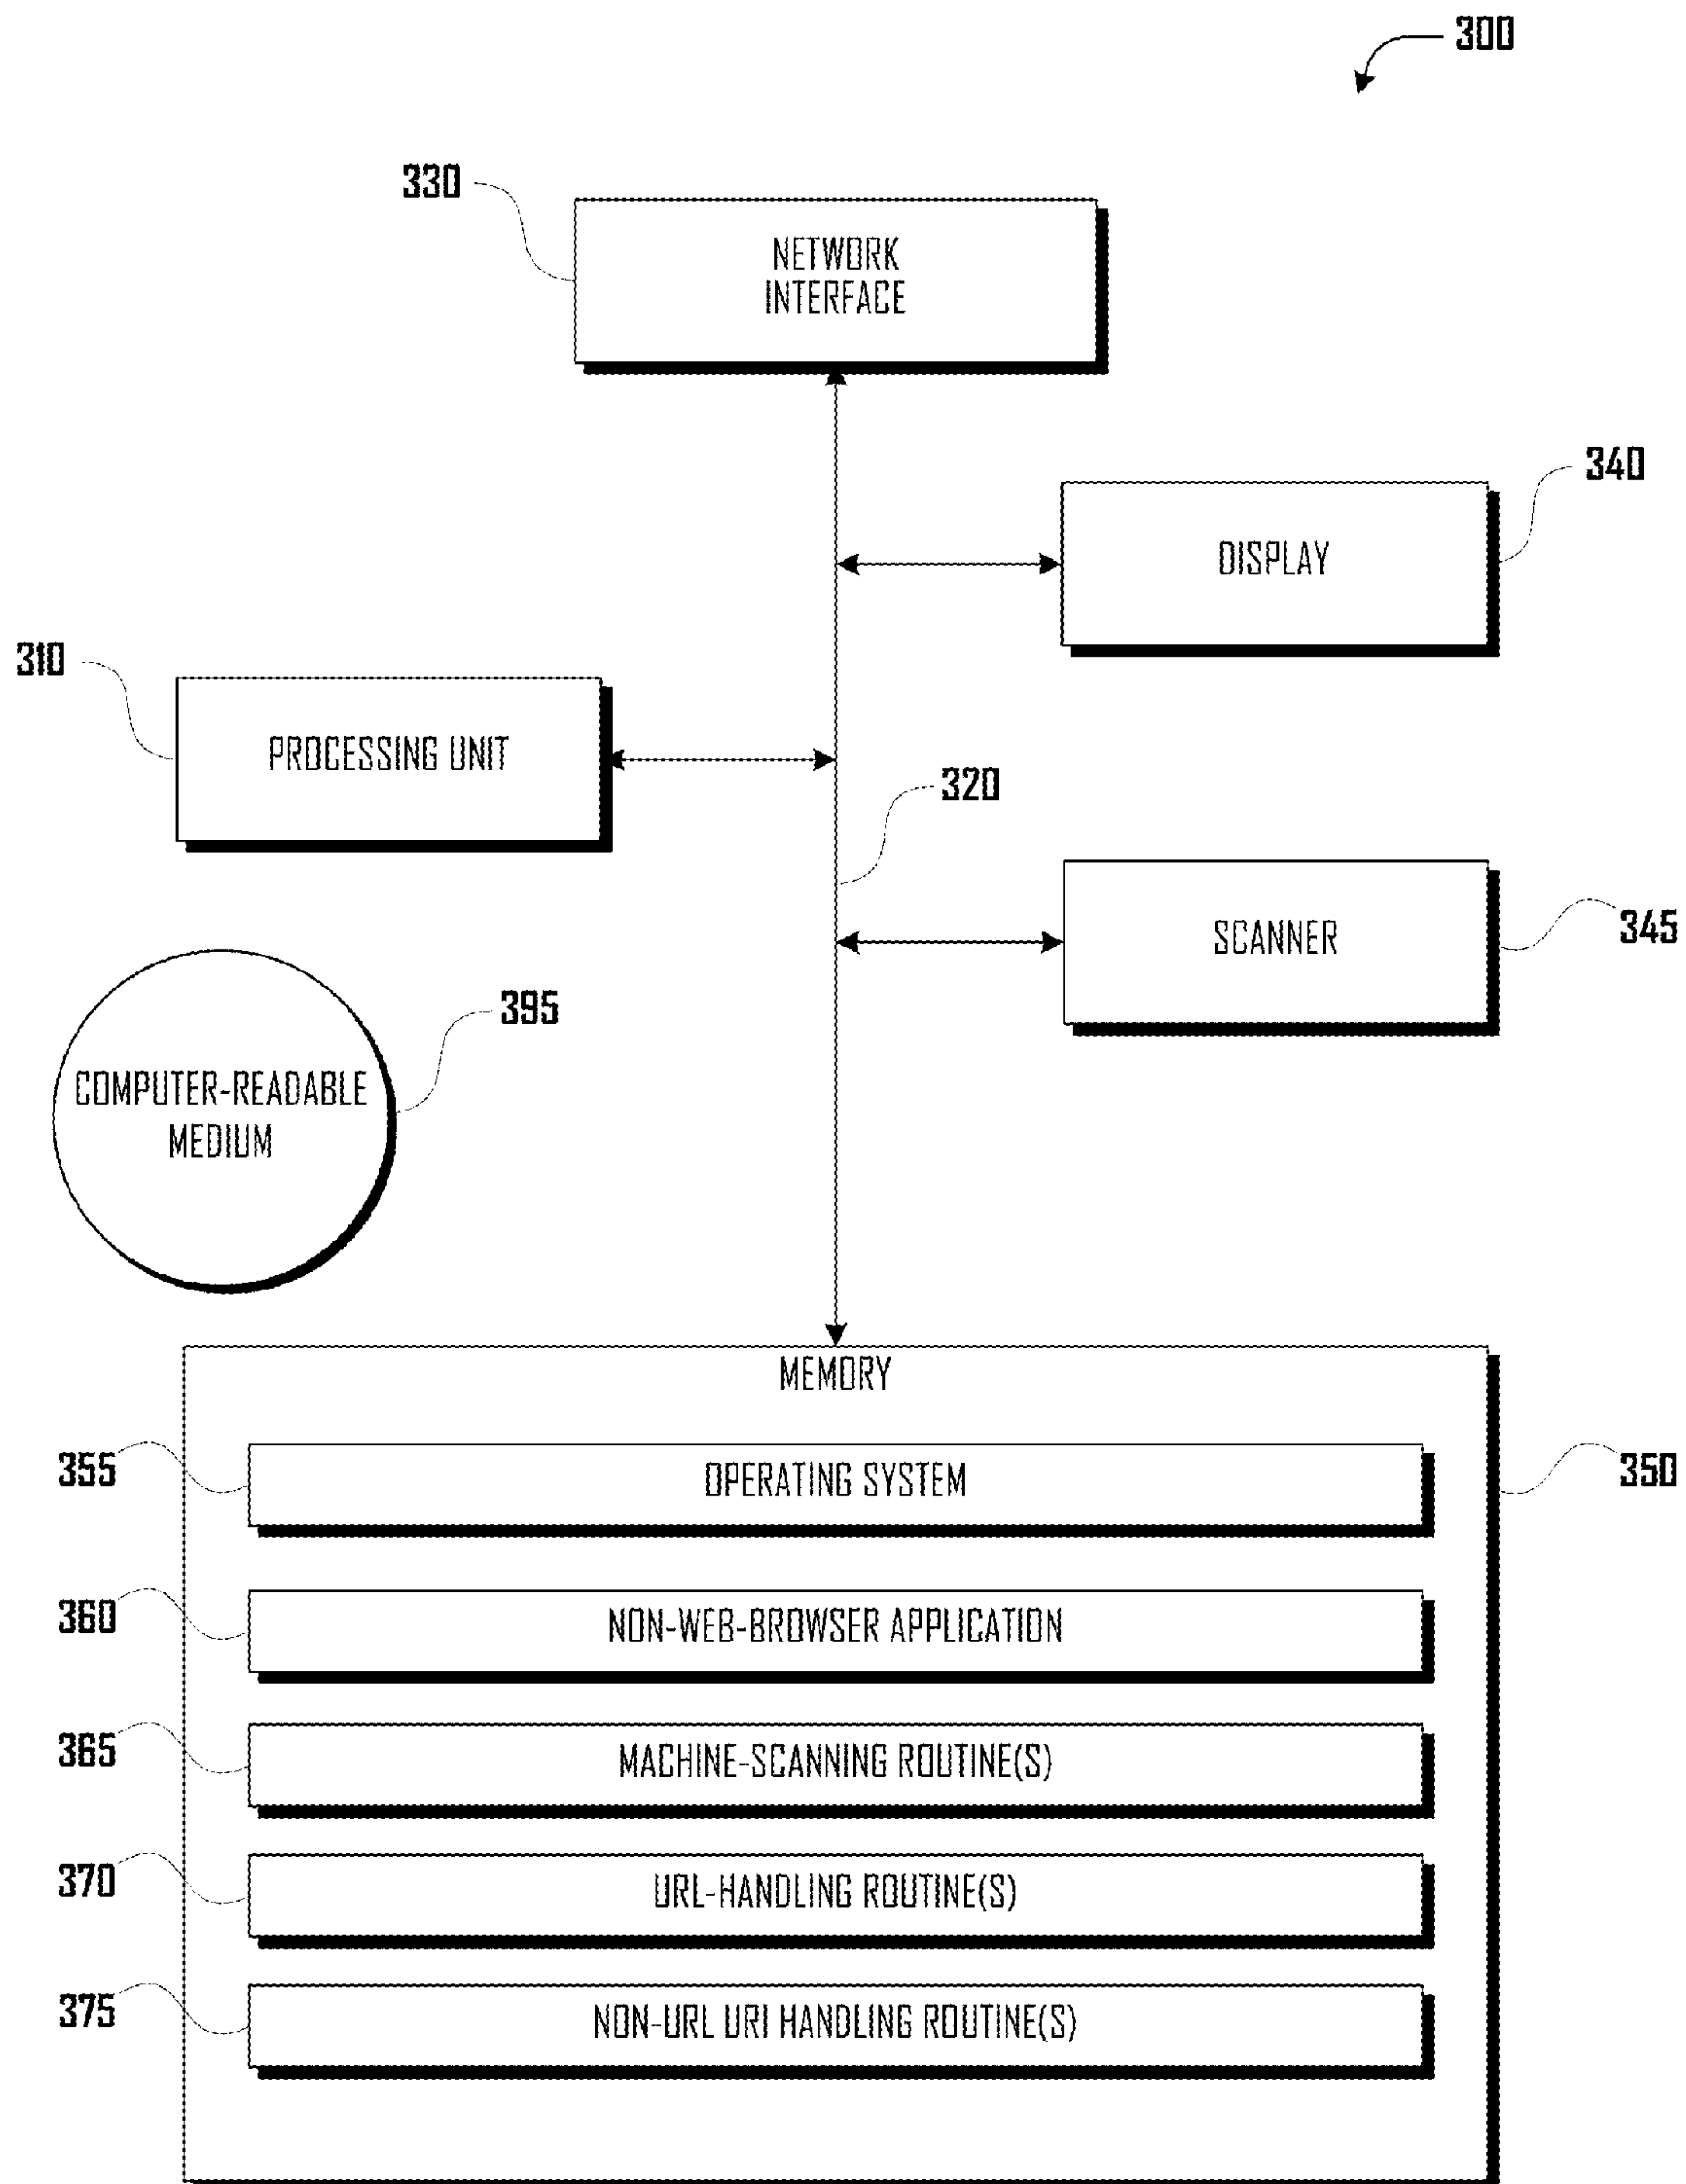 300
330
NETWORK
INTERFACE
340
DISPLAY
310
PROCESSING UNIT
320
SCANNER
345
395
COMPUTER-READABLE
MEDIUM
MEMORY
355
OPERATING SYSTEM
350
360
NON-WEB-BROWSER APPLICATION
365
MACHINE-SCANNING ROUTINE(S)
370
URL-HANDLING ROUTINE(S)
375
NON-URL URI HANDLING ROUTINE(S)